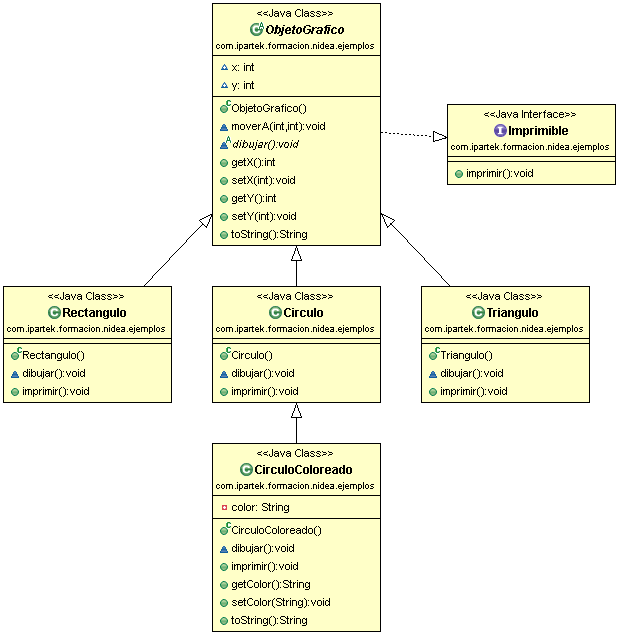 <<Java Class>>
ObjetoGrafico
com.ipartek.formacion.nidea.ejemplos
x: int
y: int
ObjetoGrafico()
moverA(int,int):void
dibujar():void
getX():int
setX(int):void
getY():int
setY(int):void
toString():String
<<Java Interface>>
Imprimible
com.ipartek.formacion.nidea.ejemplos
imprimir():void
<<Java Class>>
Rectangulo
com.ipartek.formacion.nidea.ejemplos
Rectangulo()
dibujar():void
imprimir():void
<<Java Class>>
Circulo
com.ipartek.formacion.nidea.ejemplos
Circulo()
dibujar():void
imprimir():void
<<Java Class>>
Triangulo
com.ipartek.formacion.nidea.ejemplos
Triangulo()
dibujar():void
imprimir():void
<<Java Class>>
CirculoColoreado
com.ipartek.formacion.nidea.ejemplos
color: String
CirculoColoreado()
dibujar():void
imprimir():void
getColor():String
setColor(String):void
toString():String